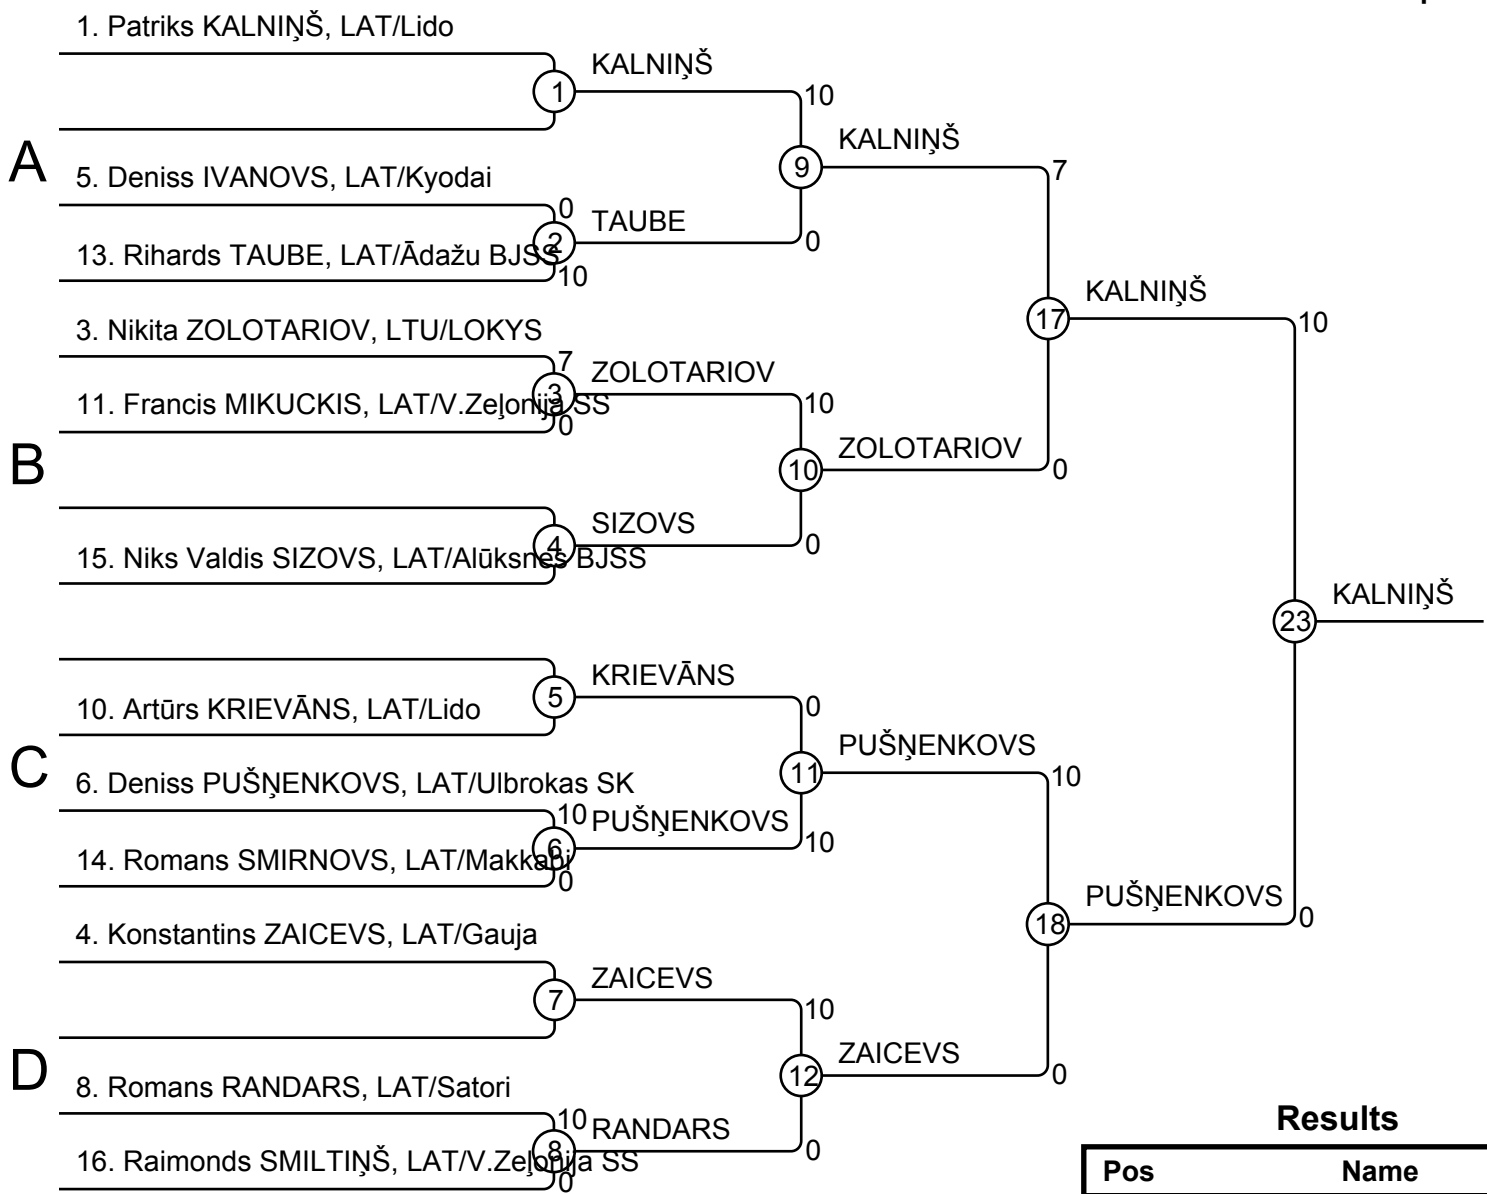 1. Patriks KALNIŅŠ, LAT/Lido
KALNIŅŠ
1
10
A
KALNIŅŠ
9
7
5. Deniss IVANOVS, LAT/Kyodai
0
TAUBE
2
0
13. Rihards TAUBE, LAT/Ādažu BJSS
10
KALNIŅŠ
17
10
3. Nikita ZOLOTARIOV, LTU/LOKYS
7
ZOLOTARIOV
3
10
11. Francis MIKUCKIS, LAT/V.Zeļonija SS
0
B
ZOLOTARIOV
10
0
SIZOVS
4
0
15. Niks Valdis SIZOVS, LAT/Alūksnes BJSS
KALNIŅŠ
23
KRIEVĀNS
5
0
10. Artūrs KRIEVĀNS, LAT/Lido
C
PUŠŅENKOVS
11
10
6. Deniss PUŠŅENKOVS, LAT/Ulbrokas SK
10
PUŠŅENKOVS
6
10
14. Romans SMIRNOVS, LAT/Makkabi
0
PUŠŅENKOVS
18
0
4. Konstantins ZAICEVS, LAT/Gauja
ZAICEVS
7
10
D
ZAICEVS
12
0
8. Romans RANDARS, LAT/Satori
10
RANDARS
8
0
16. Raimonds SMILTIŅŠ, LAT/V.Zeļonija SS
0
Results
Pos Name